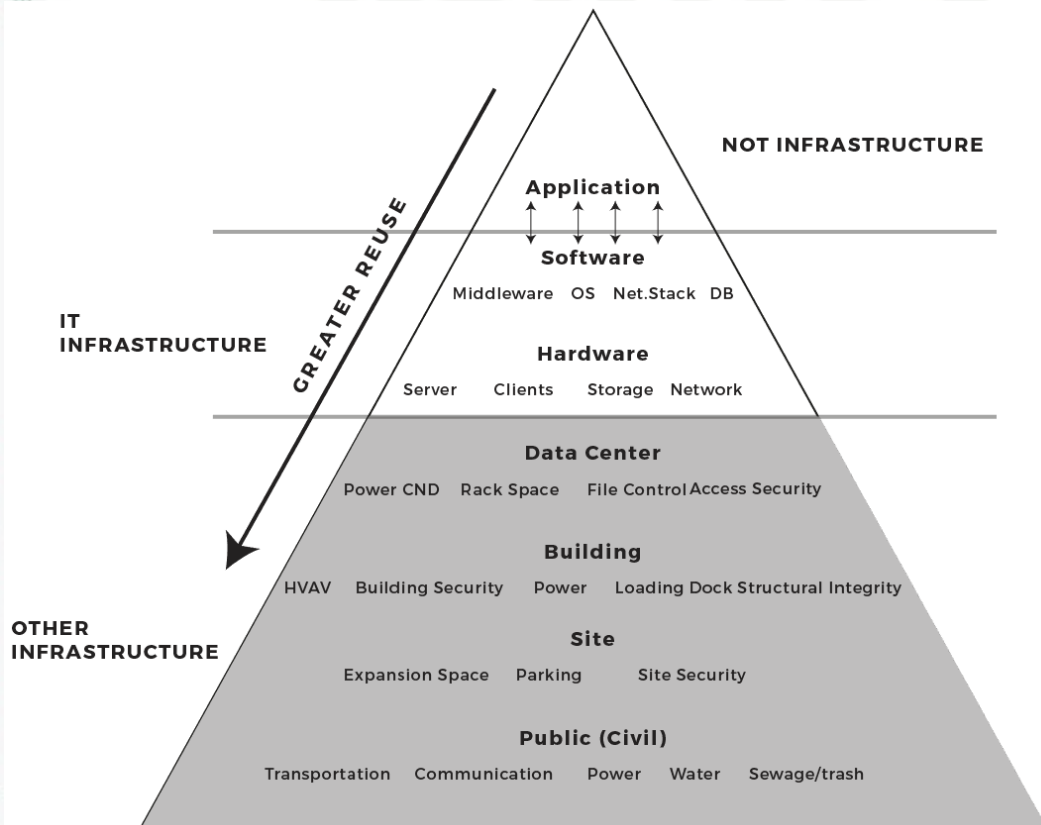 NOT INFRASTRUCTURE
Application
GREATER REUSE
Software
Middleware OS Net.Stack DB
IT
INFRASTRUCTURE
Hardware
Server Clients Storage Network
Data Center
Power CND Rack Space File Control Access Security
Building
HVAV Building Security Power Loading Dock Structural Integrity
OTHER
INFRASTRUCTURE
Site
Expansion Space Parking Site Security
Public (Civil)
Transportation Communication Power Water Sewage/trash